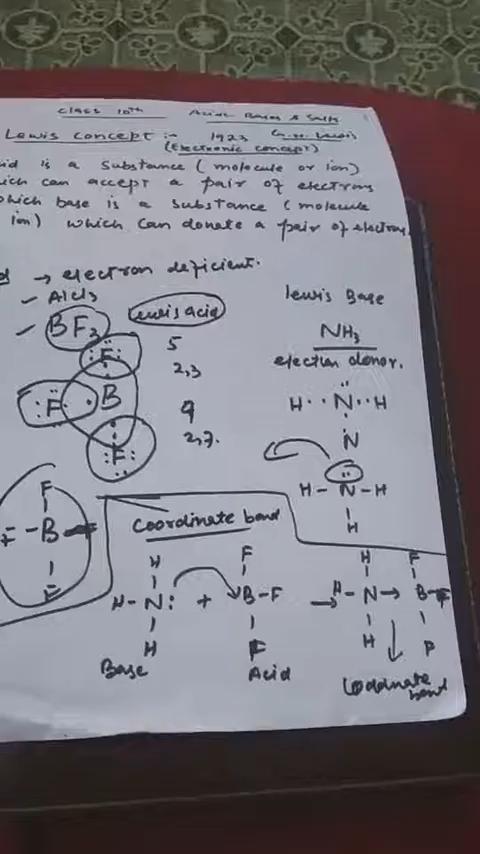 CLASS 10th Acids Bases & Salts
Lewis concept :- 1923 G.N. Lewis
(Electronic concept)
id is a substance (molecule or ion)
ich can accept a pair of electrons
which base is a substance (molecule
ion) which can donate a pair of electrons.
→ electron deficient.
AlCl3
BF3 Lewis acid
5
2,3
9
2,7.
F
F B
F
F
F - B - F
F
Lewis Base
NH3
electron donor.
H N H
N
H - N - H
H
Coordinate bond
H F H F
H - N: + B - F → H - N → B - F
H F H F
Base Acid Coordinate
bond